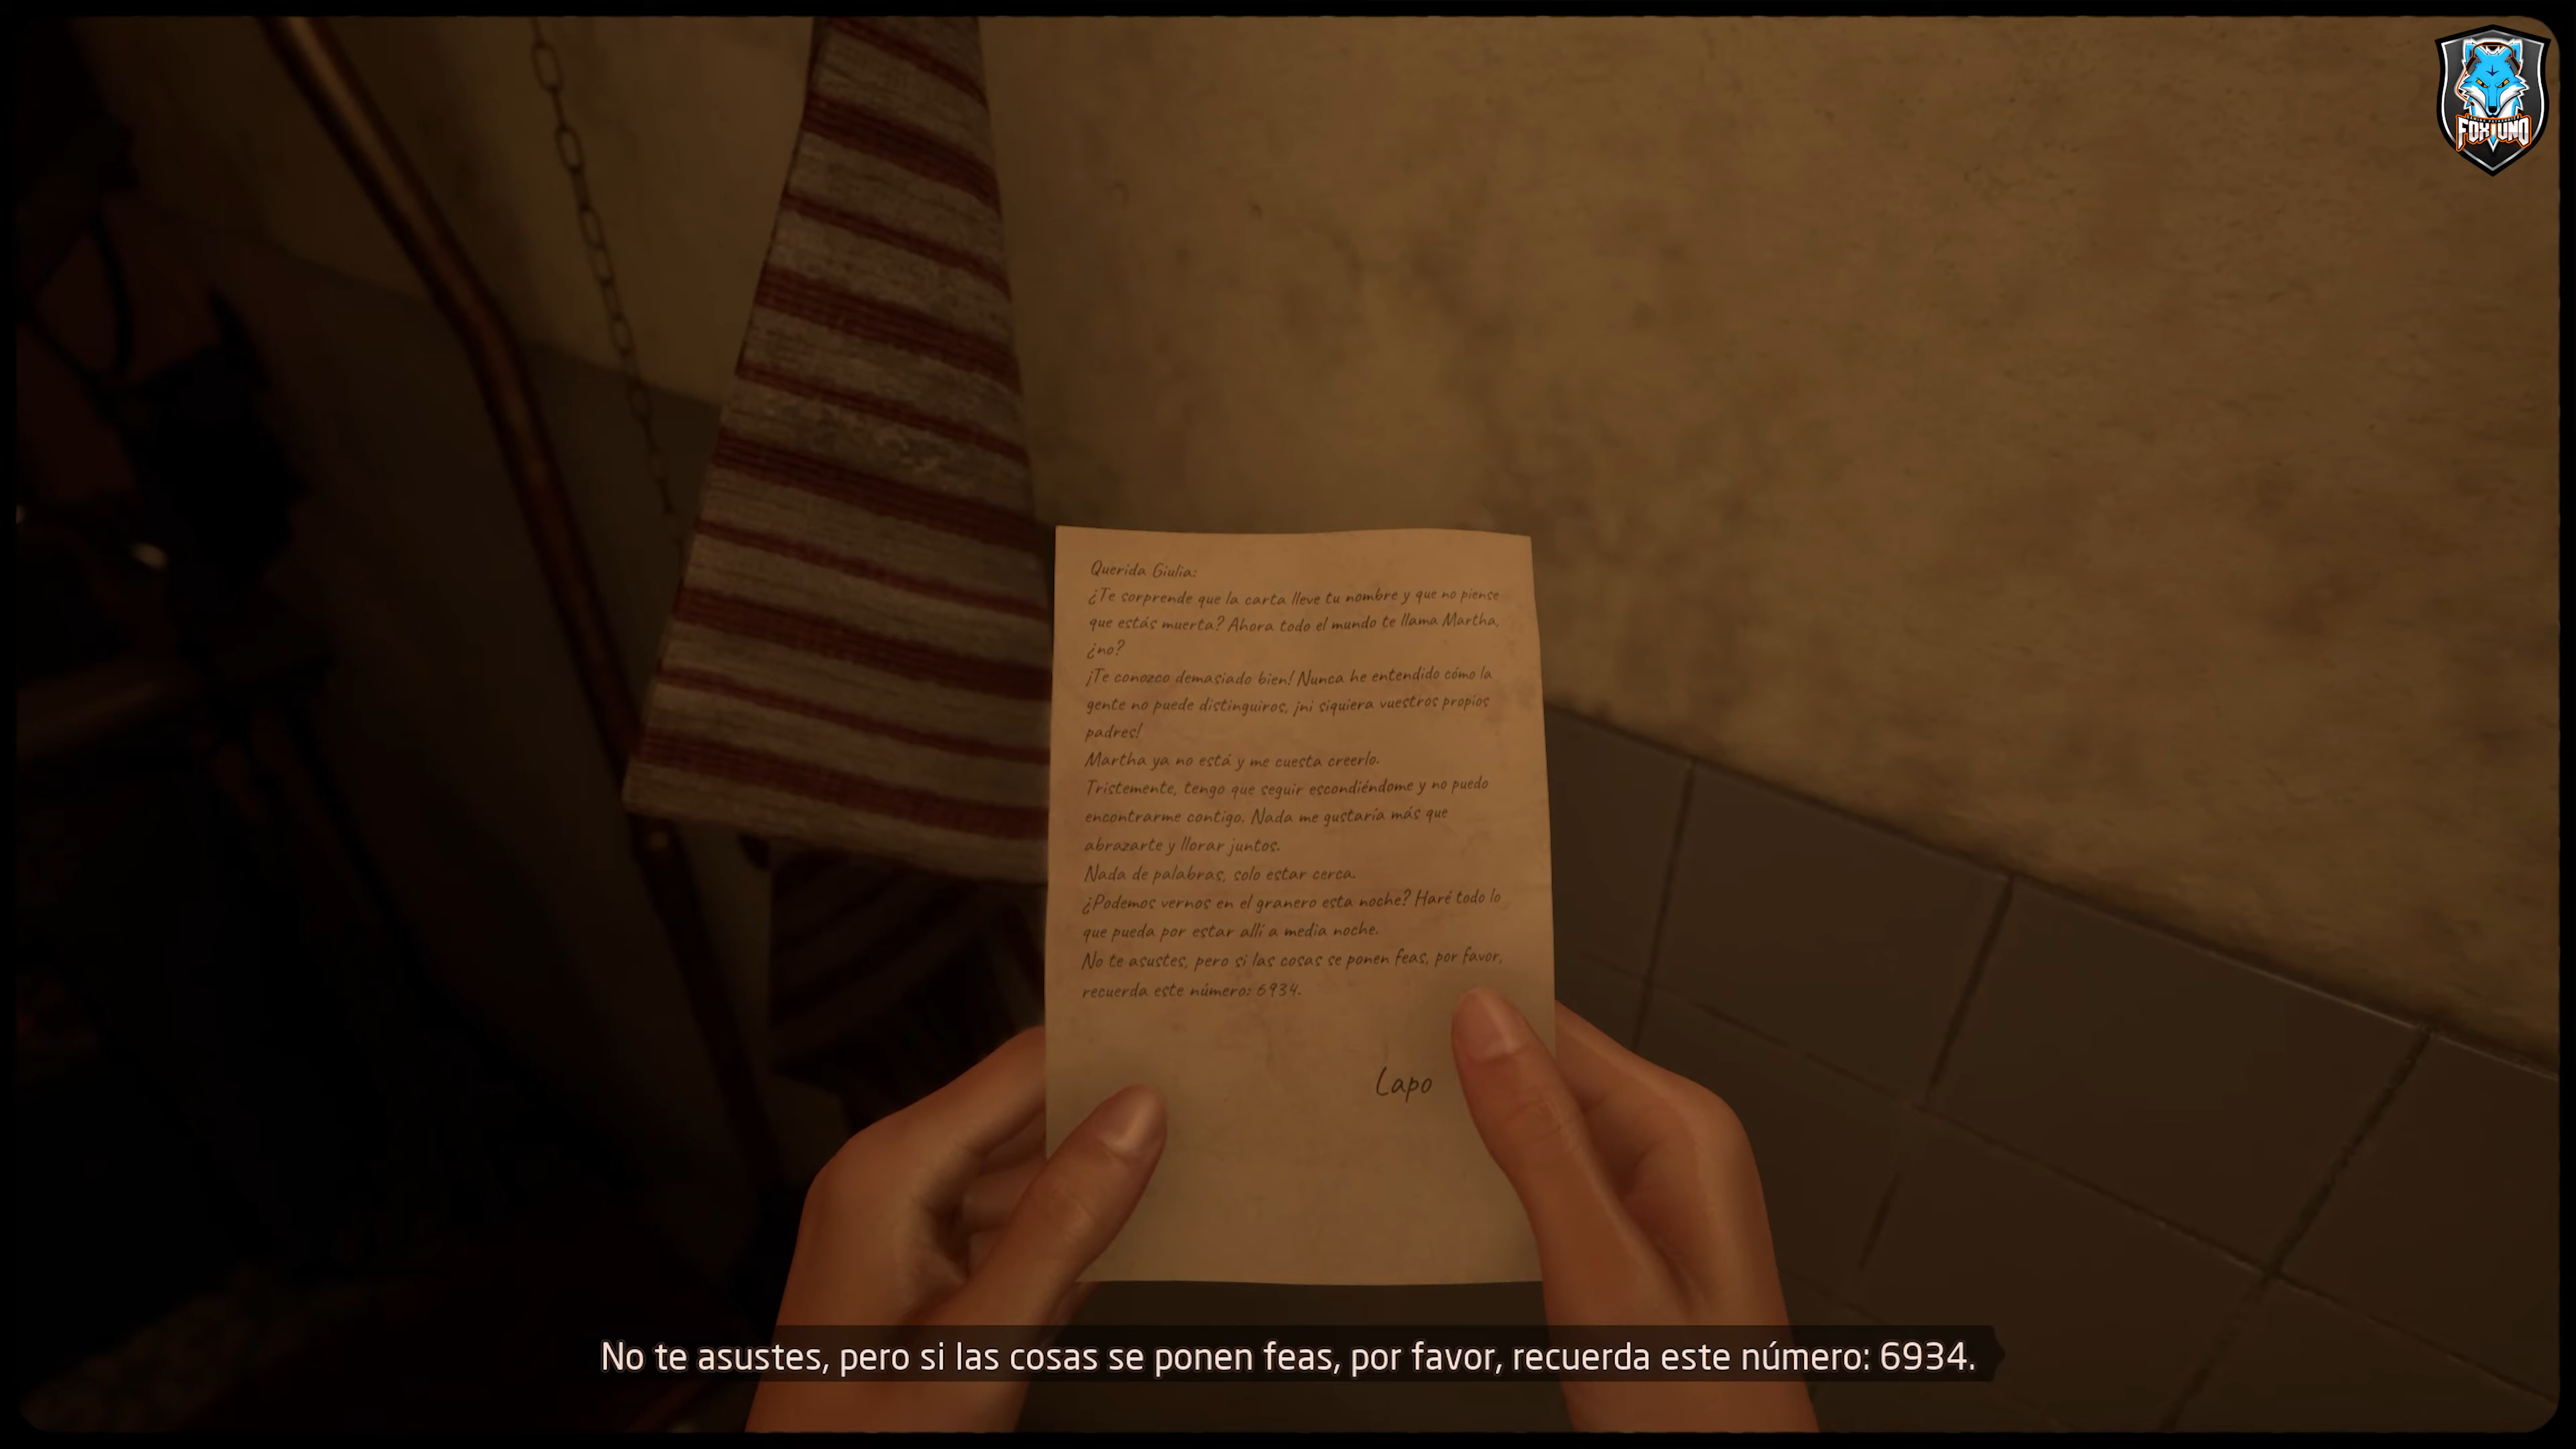 FOXTUNO
Querida Giulia:
¿Te sorprende que la carta lleve tu nombre y que no piense
que estás muerta? Ahora todo el mundo te llama Martha,
¿no?
¡Te conozco demasiado bien! Nunca he entendido cómo la
gente no puede distinguiros, ¡ni siquiera vuestros propios
padres!
Martha ya no está y me cuesta creerlo.
Tristemente, tengo que seguir escondiéndome y no puedo
encontrarme contigo. Nada me gustaría más que
abrazarte y llorar juntos.
Nada de palabras, solo estar cerca.
¿Podemos vernos en el granero esta noche? Haré todo lo
que pueda por estar allí a media noche.
No te asustes, pero si las cosas se ponen feas, por favor,
recuerda este número: 6934.
Lapo
No te asustes, pero si las cosas se ponen feas, por favor, recuerda este número: 6934.